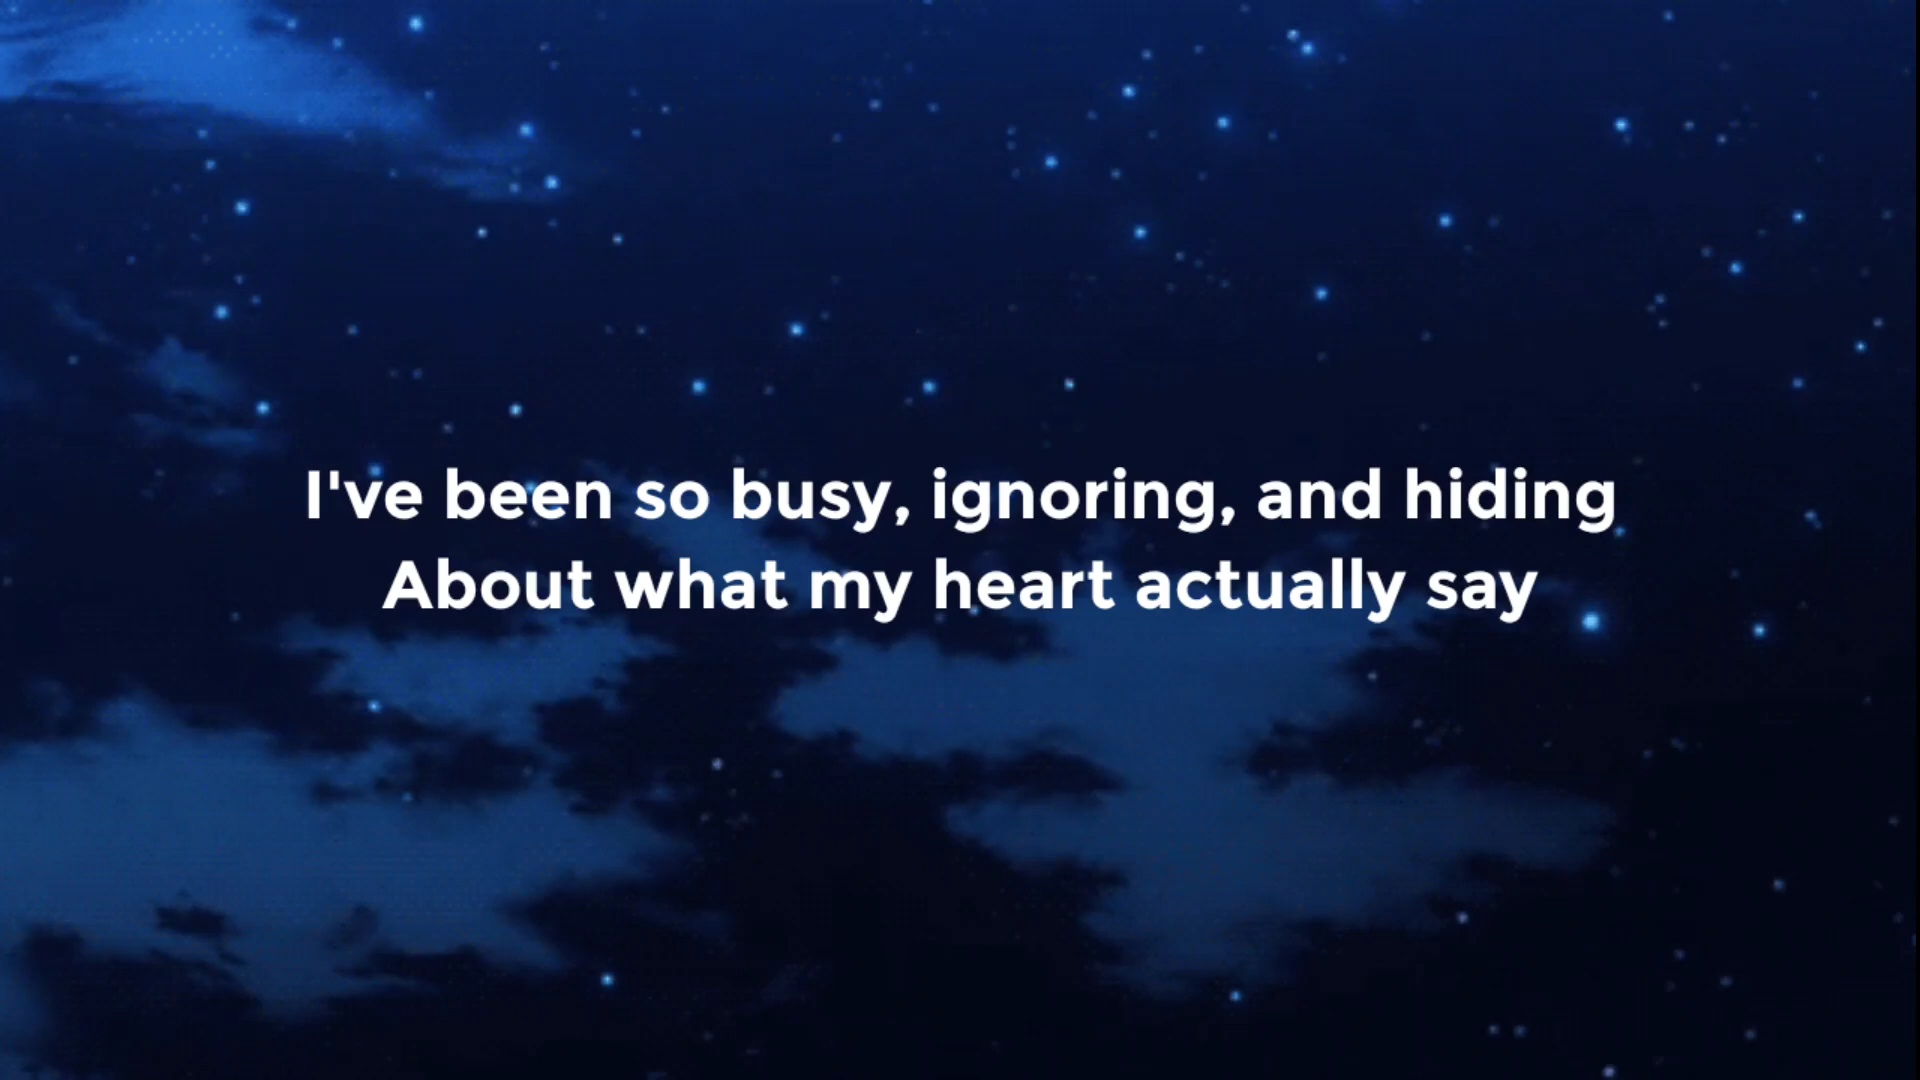 I've been so busy, ignoring, and hiding
About what my heart actually say